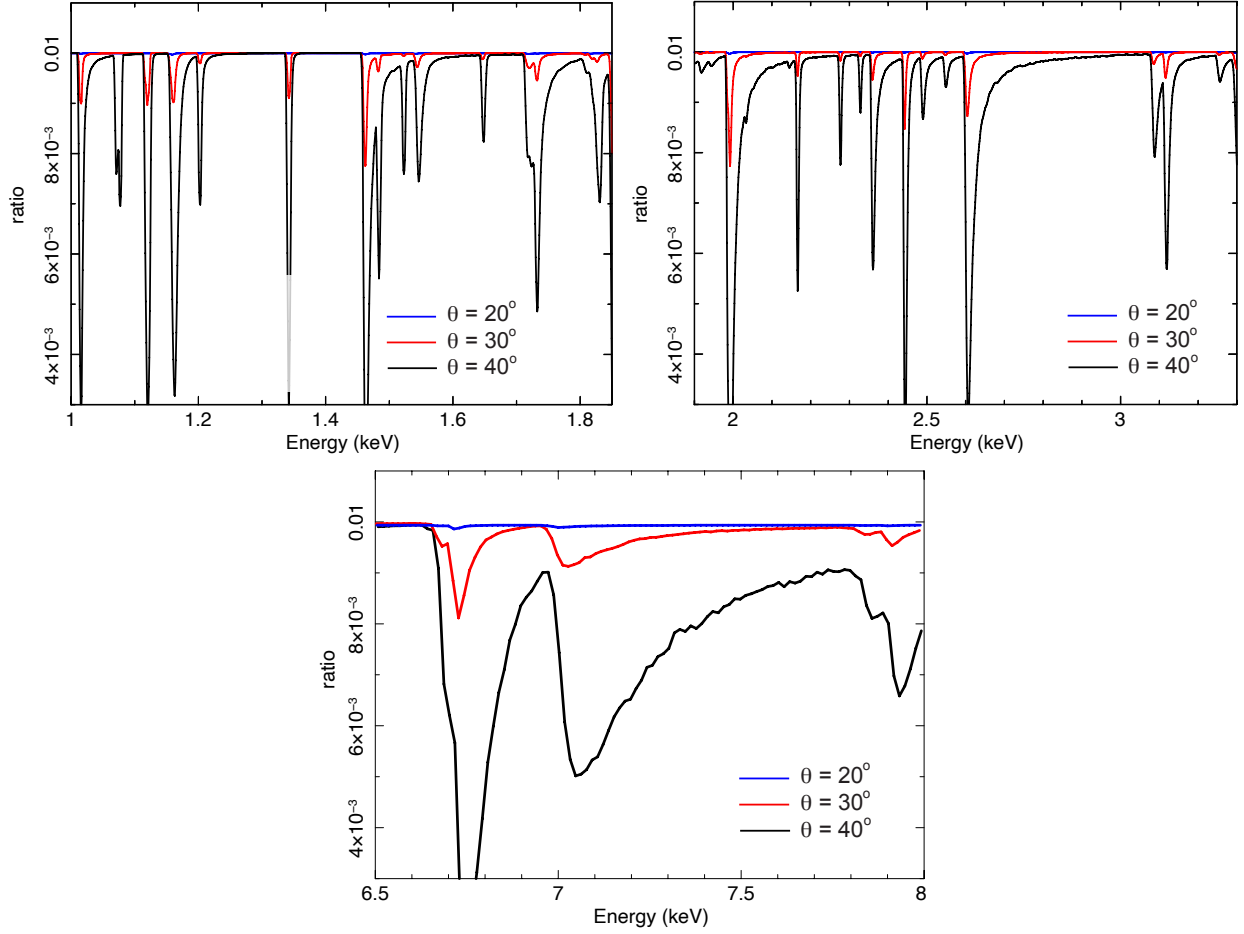 0.01
8×10⁻³
6×10⁻³
4×10⁻³
ratio
θ = 20°
θ = 30°
θ = 40°
1 1.2 1.4 1.6 1.8
Energy (keV)
0.01
8×10⁻³
6×10⁻³
4×10⁻³
ratio
θ = 20°
θ = 30°
θ = 40°
2 2.5 3
Energy (keV)
0.01
8×10⁻³
6×10⁻³
4×10⁻³
ratio
θ = 20°
θ = 30°
θ = 40°
6.5 7 7.5 8
Energy (keV)